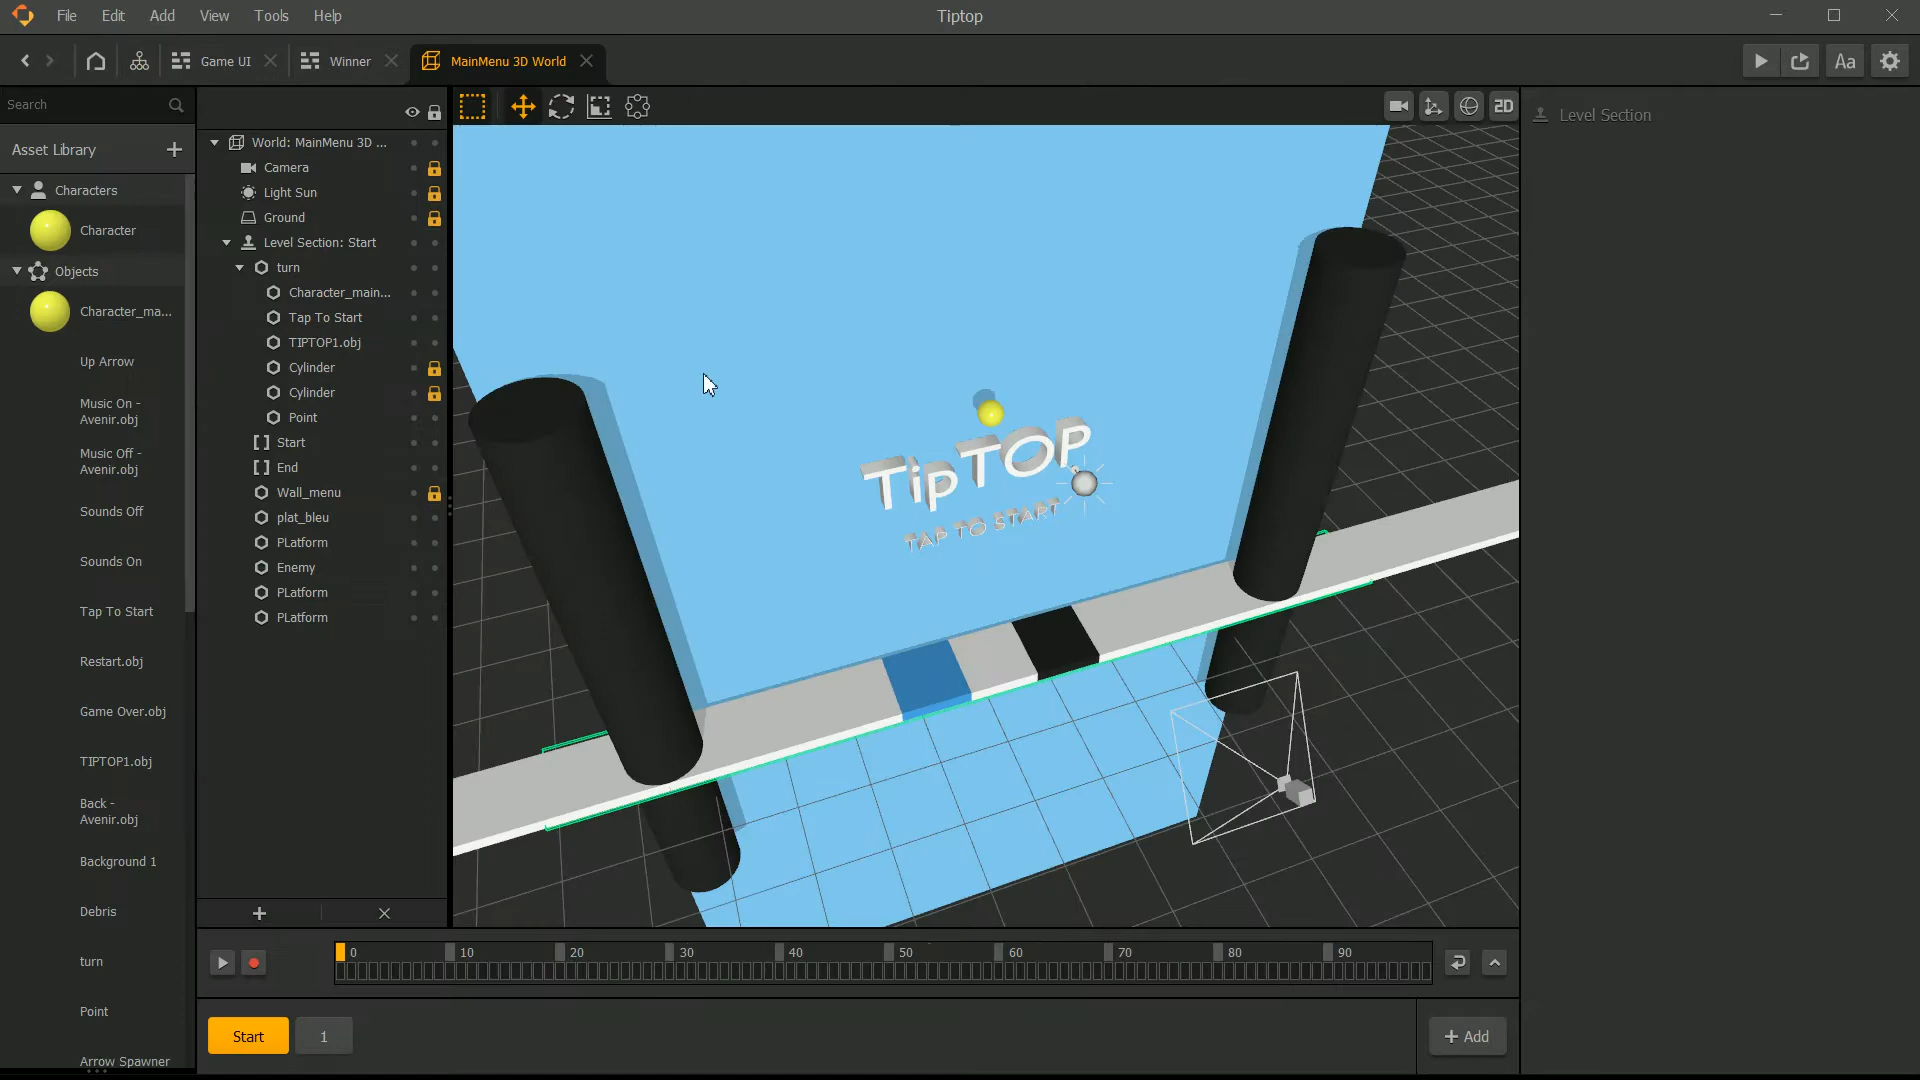 File Edit Add View Tools Help
Tiptop
Game UI
Winner
MainMenu 3D World
Aa
Search
Asset Library
Characters
Character
Objects
Character_ma...
Up Arrow
Music On -
Avenir.obj
Music Off -
Avenir.obj
Sounds Off
Sounds On
Tap To Start
Restart.obj
Game Over.obj
TIPTOP1.obj
Back -
Avenir.obj
Background 1
Debris
turn
Point
Arrow Spawner
World: MainMenu 3D ...
Camera
Light Sun
Ground
Level Section: Start
turn
Character_main...
Tap To Start
TIPTOP1.obj
Cylinder
Cylinder
Point
Start
End
Wall_menu
plat_bleu
PLatform
Enemy
PLatform
PLatform
2D
TipTOP
TAP TO START
Level Section
0 10 20 30 40 50 60 70 80 90
Start
1
Add